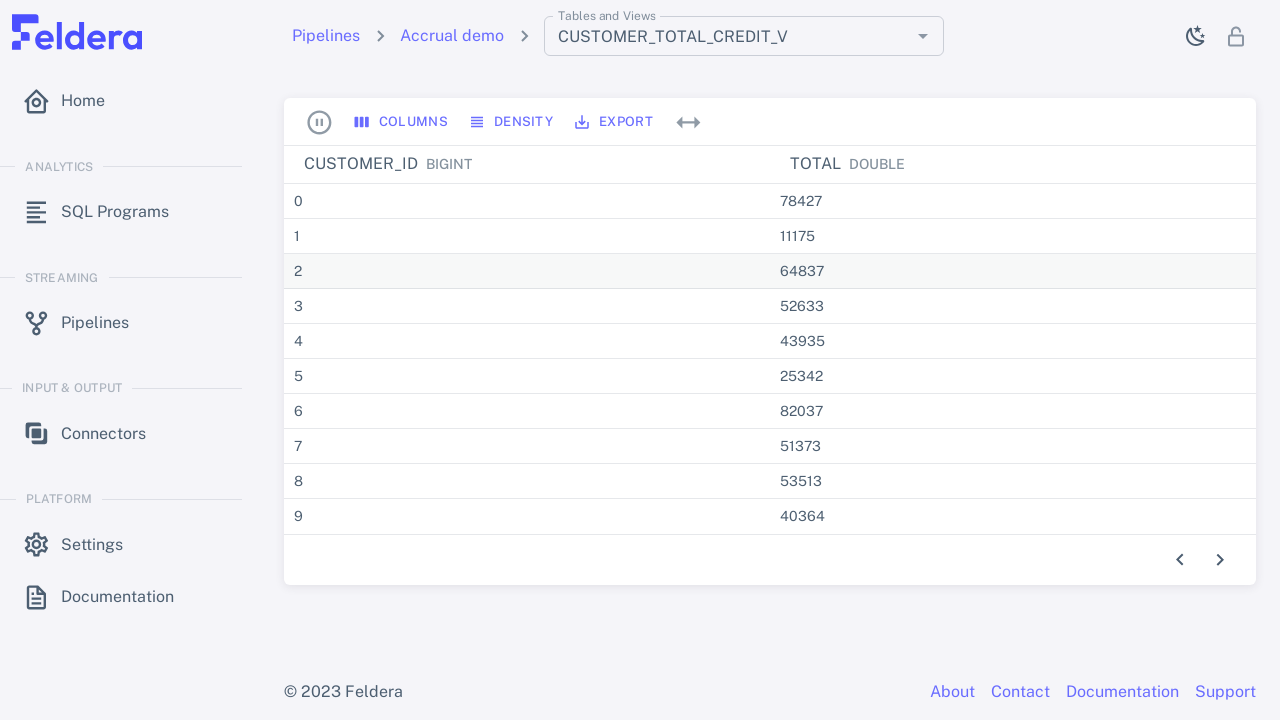 Feldera
Pipelines > Accrual demo >
Tables and Views
CUSTOMER_TOTAL_CREDIT_V
Home
ANALYTICS
SQL Programs
STREAMING
Pipelines
INPUT & OUTPUT
Connectors
PLATFORM
Settings
Documentation
COLUMNS DENSITY EXPORT
CUSTOMER_ID BIGINT TOTAL DOUBLE
0 78427
1 11175
2 64837
3 52633
4 43935
5 25342
6 82037
7 51373
8 53513
9 40364
© 2023 Feldera About Contact Documentation Support